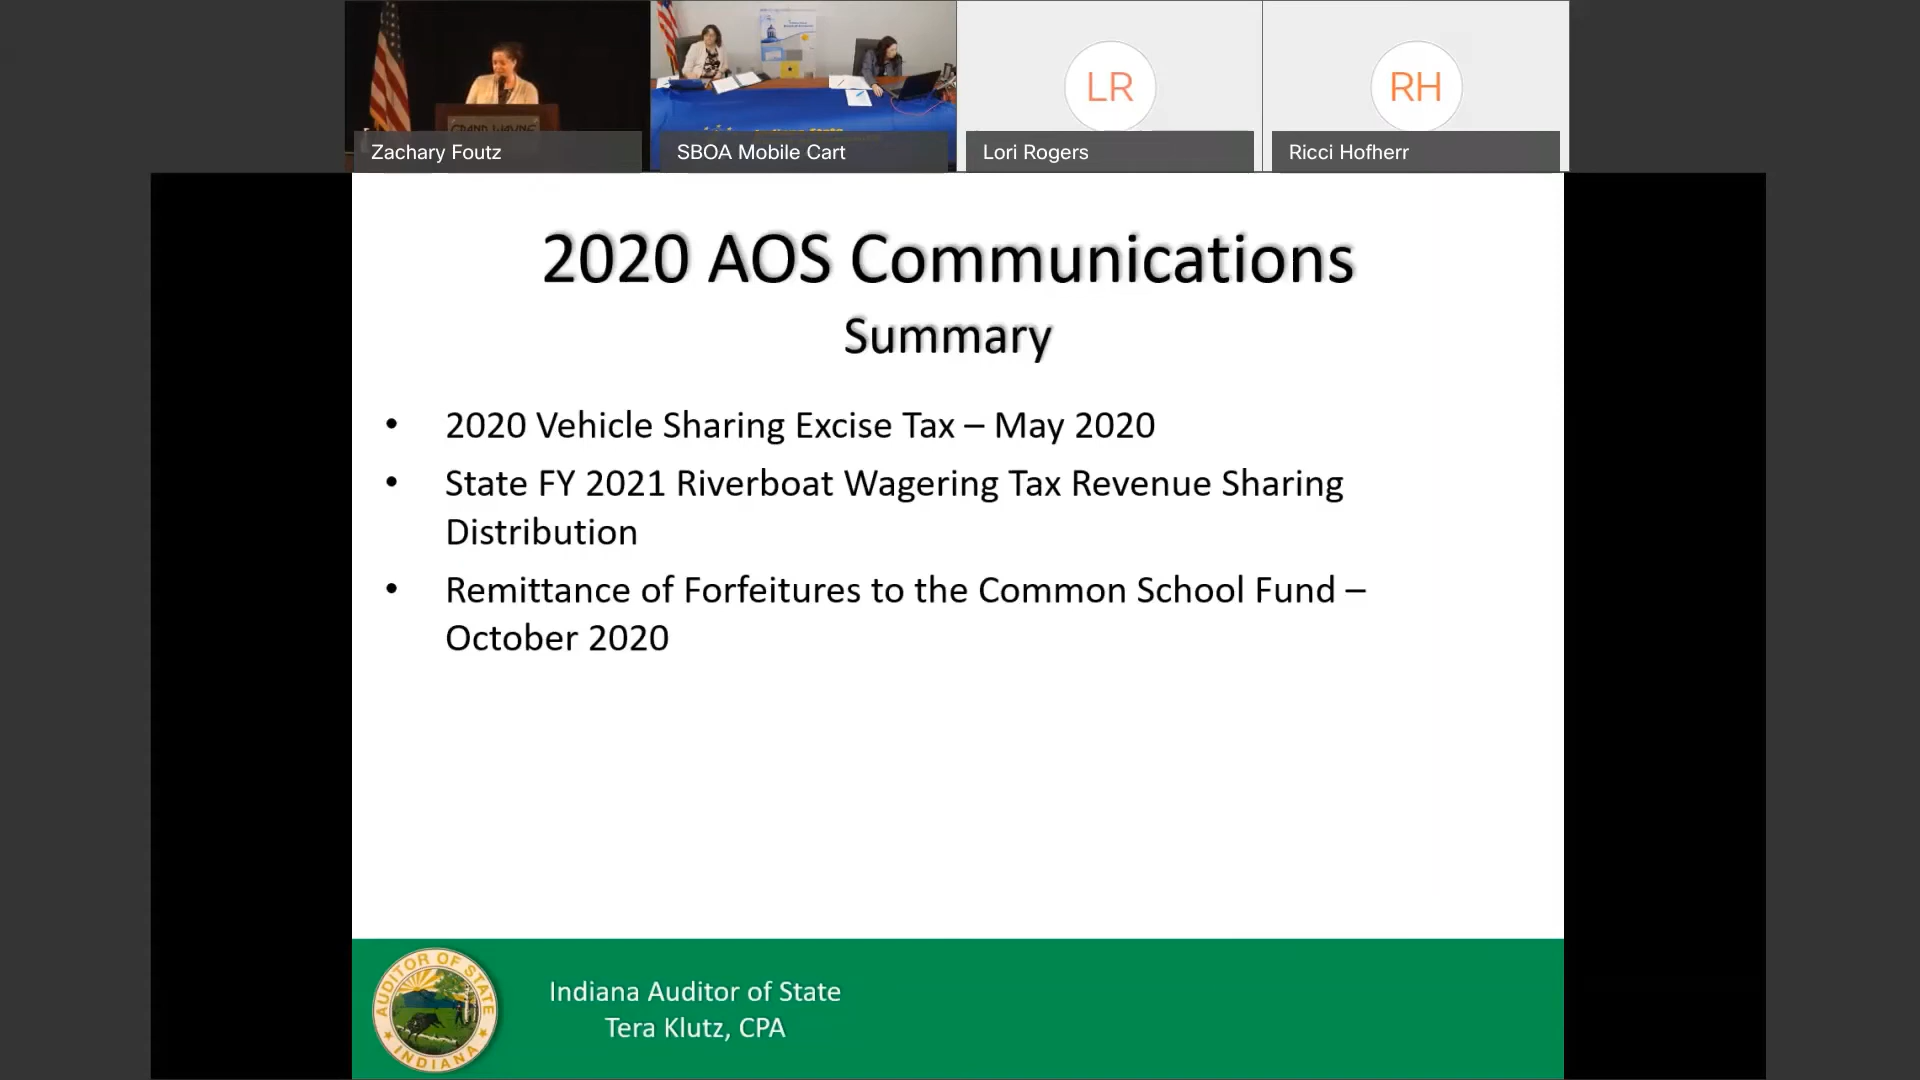 GRAND WAYNE
Zachary Foutz
SBOA Mobile Cart
LR
Lori Rogers
RH
Ricci Hofherr
2020 AOS Communications
Summary
• 2020 Vehicle Sharing Excise Tax – May 2020
• State FY 2021 Riverboat Wagering Tax Revenue Sharing
Distribution
• Remittance of Forfeitures to the Common School Fund –
October 2020
AUDITOR OF STATE
INDIANA
Indiana Auditor of State
Tera Klutz, CPA